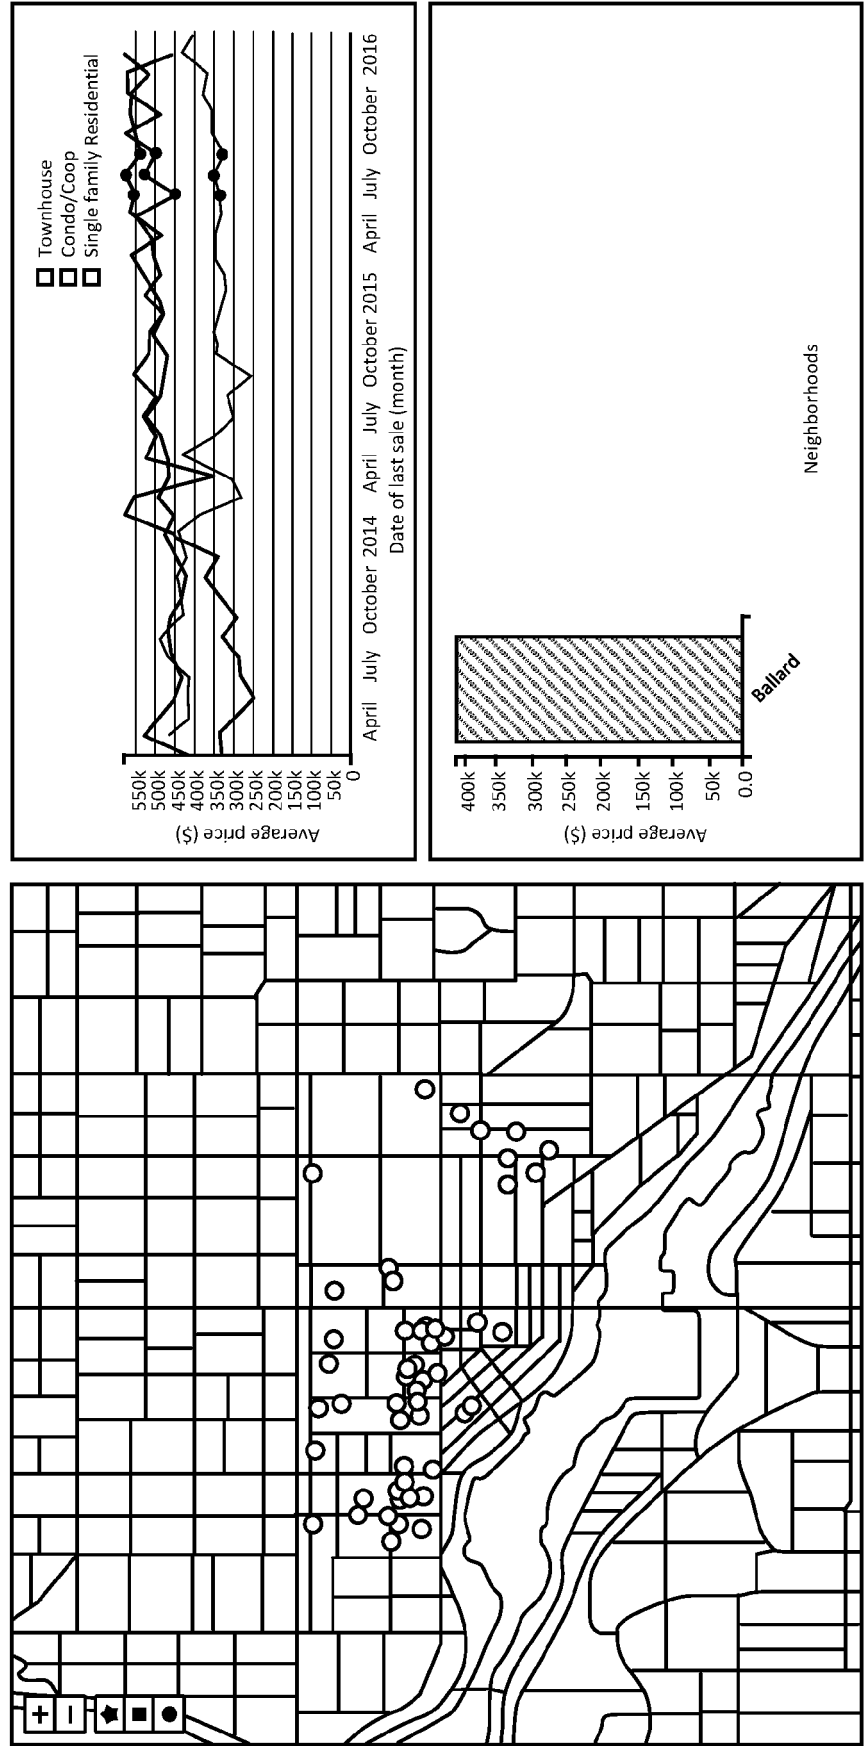 +
−
Townhouse
Condo/Coop
Single family Residential
Average price ($)
550k
500k
450k
400k
350k
300k
250k
200k
150k
100k
50k
0
April July October 2014 April July October 2015 April July October 2016
Date of last sale (month)
Average price ($)
400k
350k
300k
250k
200k
150k
100k
50k
0.0
Ballard
Neighborhoods